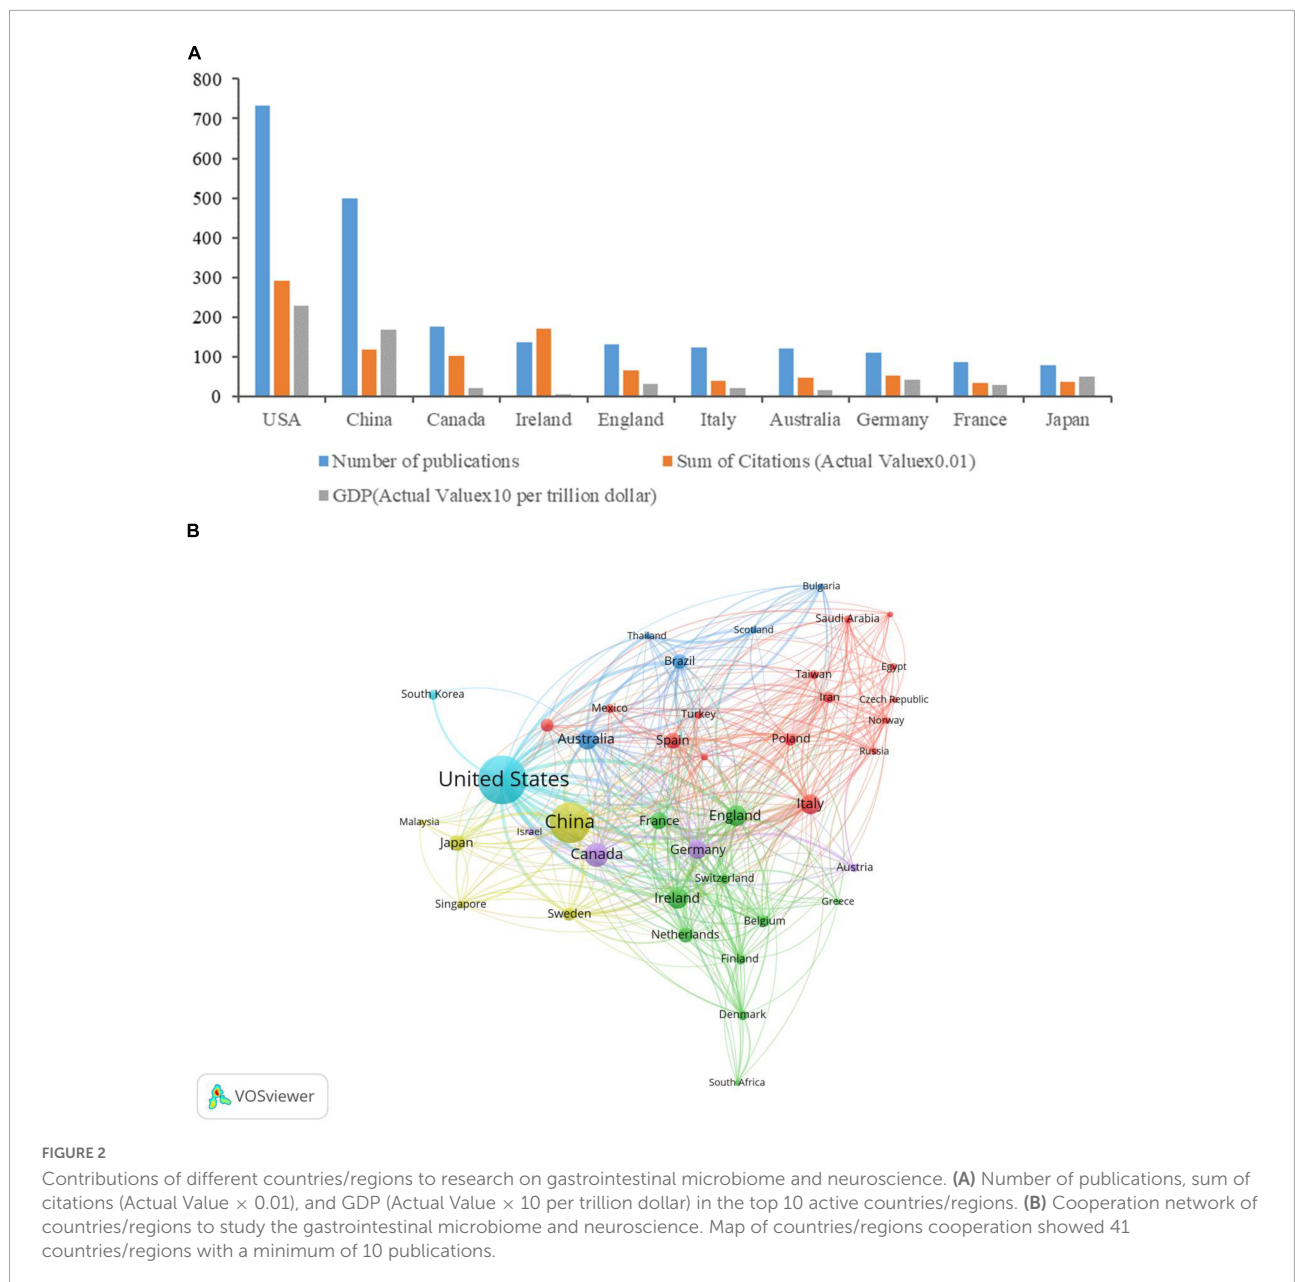 A
800
700
600
500
400
300
200
100
0
USA China Canada Ireland England Italy Australia Germany France Japan
Number of publications
Sum of Citations (Actual Valuex0.01)
GDP(Actual Valuex10 per trillion dollar)
B
Bulgaria
Saudi Arabia
Thailand
Scotland
Brazil
Egypt
Taiwan
South Korea
Iran
Czech Republic
Mexico
Turkey
Norway
Australia
Spain
Poland
Russia
United States
Italy
England
Malaysia
China
France
Israel
Japan
Canada
Germany
Austria
Switzerland
Ireland
Greece
Singapore
Sweden
Belgium
Netherlands
Finland
Denmark
South Africa
VOSviewer
FIGURE 2
Contributions of different countries/regions to research on gastrointestinal microbiome and neuroscience. (A) Number of publications, sum of
citations (Actual Value × 0.01), and GDP (Actual Value × 10 per trillion dollar) in the top 10 active countries/regions. (B) Cooperation network of
countries/regions to study the gastrointestinal microbiome and neuroscience. Map of countries/regions cooperation showed 41
countries/regions with a minimum of 10 publications.